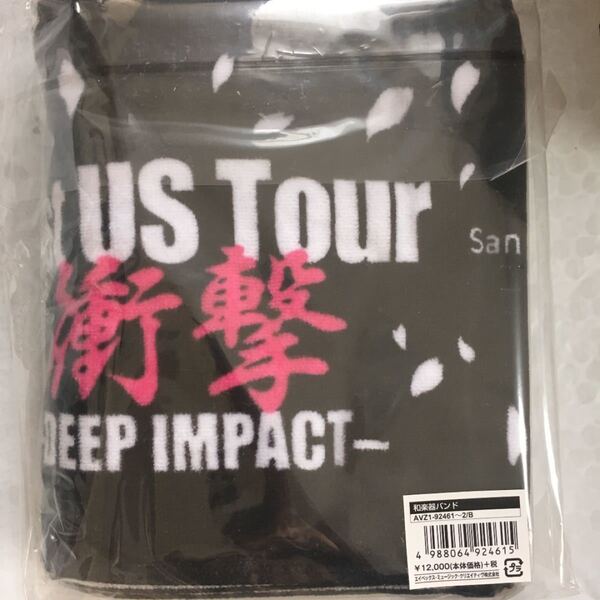 t US Tour
San
衝撃
-DEEP IMPACT-
和楽器バンド
AVZ1-92461~2/B
4 988064 924615
¥12,000(本体価格)+税
エイベックス・ミュージック・クリエイティヴ株式会社
プラ